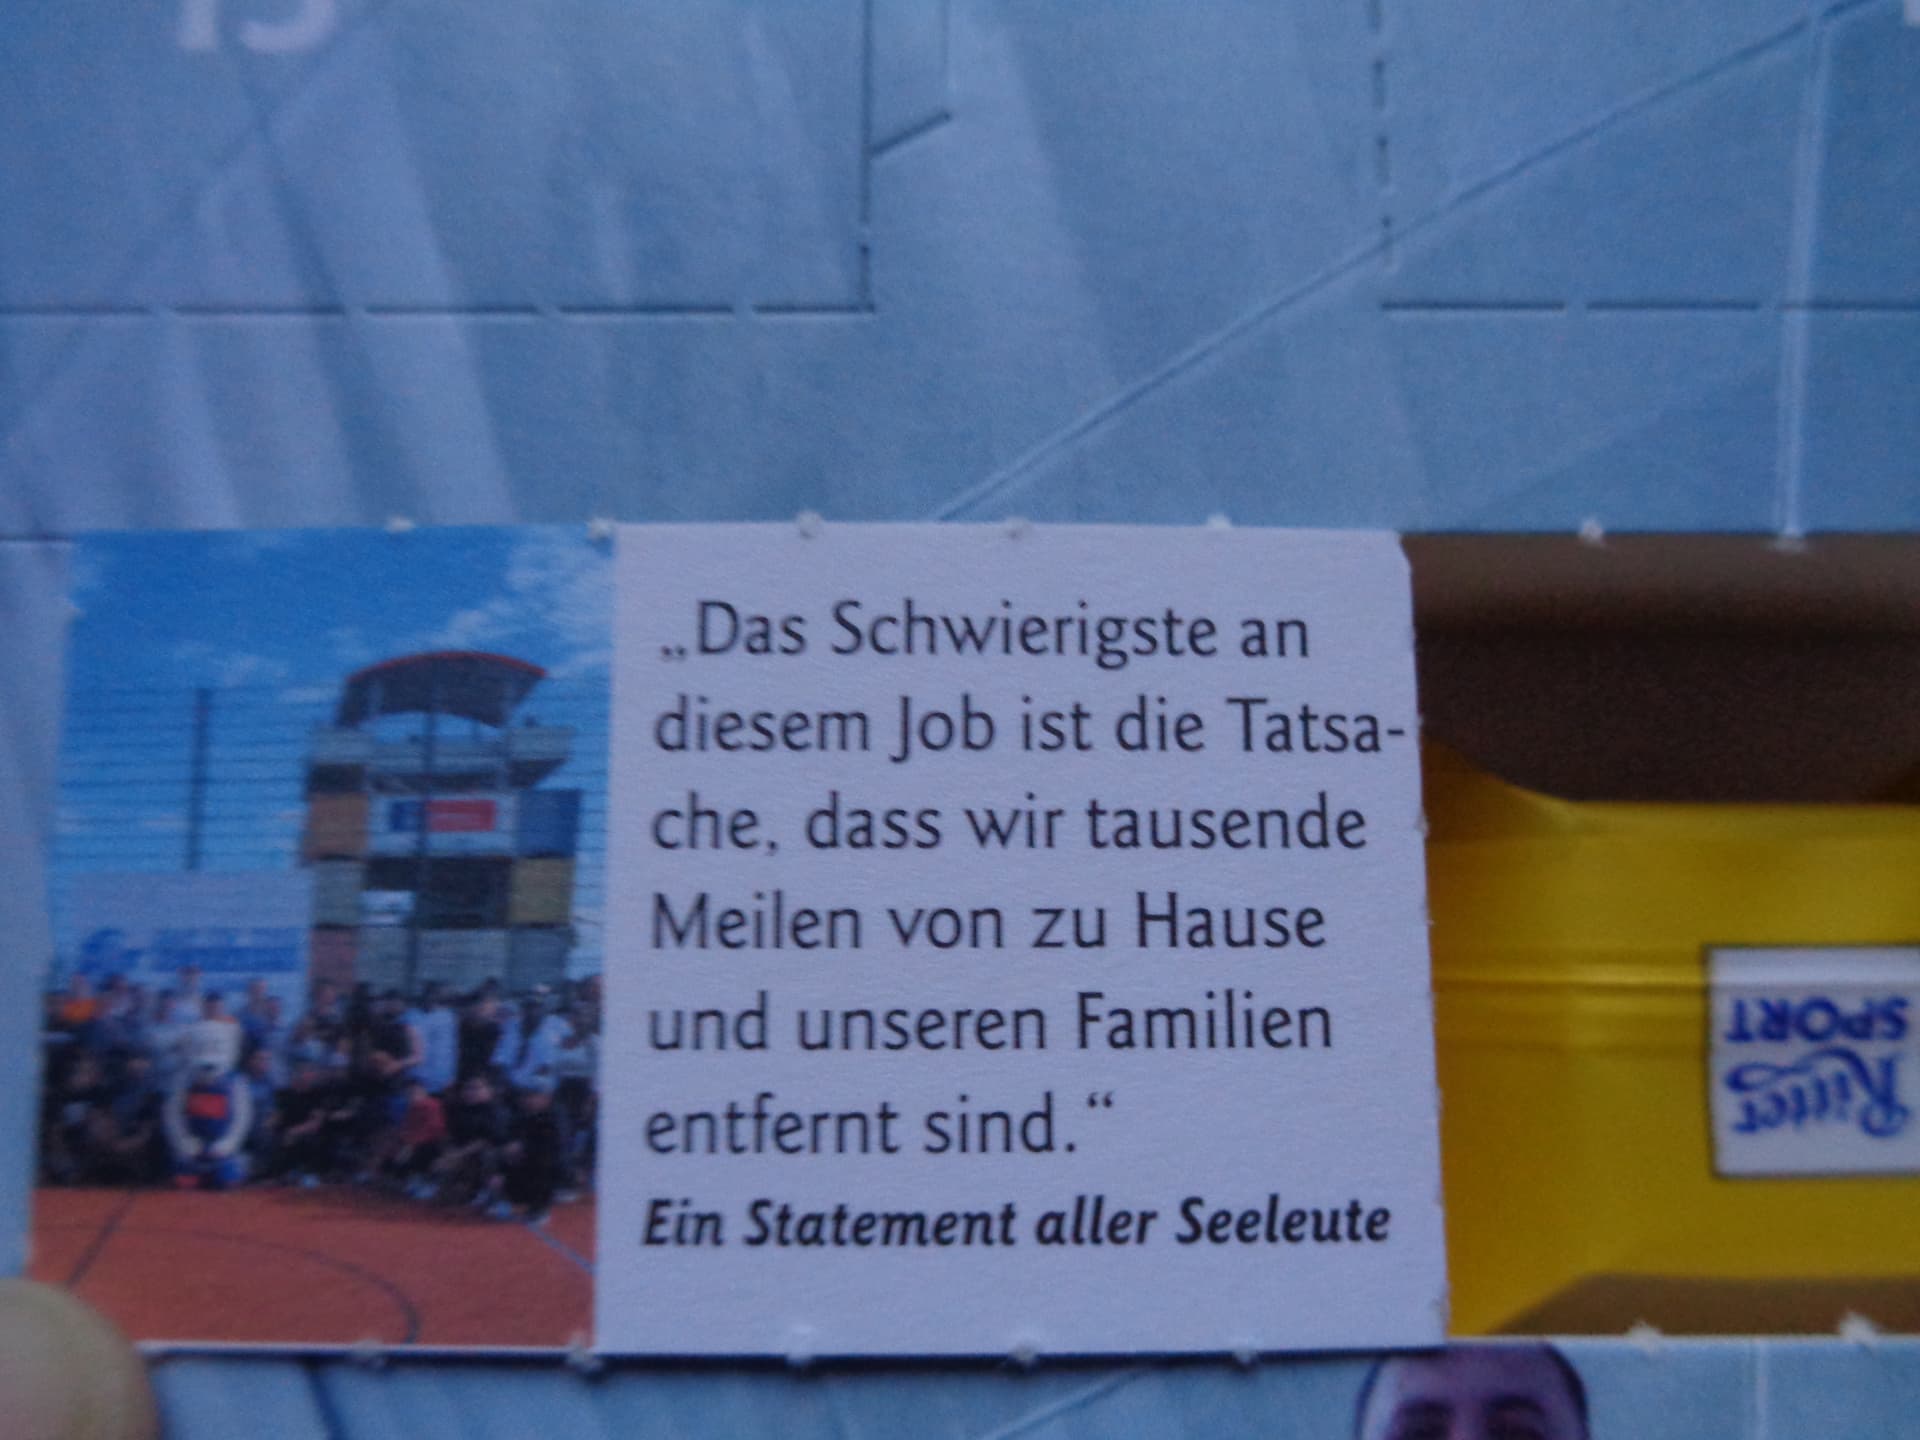 15
„Das Schwierigste an
diesem Job ist die Tatsa-
che, dass wir tausende
Meilen von zu Hause
und unseren Familien
entfernt sind.“
Ein Statement aller Seeleute
Ritter
SPORT